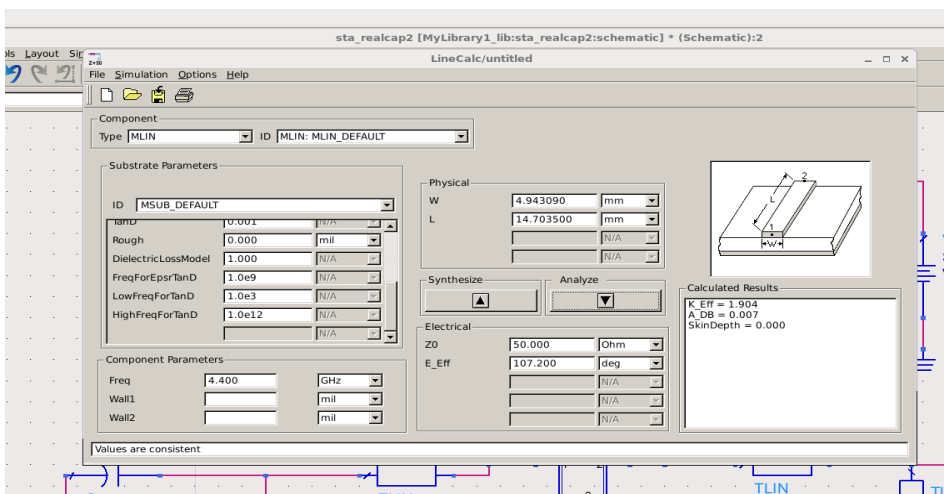 sta_realcap2 [MyLibrary1_lib:sta_realcap2:schematic] * (Schematic):2
Layout
LineCalc/untitled
File Simulation Options Help
Component
Type MLIN ID MLIN: MLIN_DEFAULT
Substrate Parameters
ID MSUB_DEFAULT
TanD 0.001 N/A
Rough 0.000 mil
DielectricLossModel 1.000 N/A
FreqForEpsrTanD 1.0e9 N/A
LowFreqForTanD 1.0e3 N/A
HighFreqForTanD 1.0e12 N/A
N/A
Component Parameters
Freq 4.400 GHz
Wall1 mil
Wall2 mil
Physical
W 4.943090 mm
L 14.703500 mm
N/A
N/A
Synthesize Analyze
Electrical
Z0 50.000 Ohm
E_Eff 107.200 deg
N/A
N/A
N/A
2
L
1
W
Calculated Results
K_Eff = 1.904
A_DB = 0.007
SkinDepth = 0.000
Values are consistent
TLIN